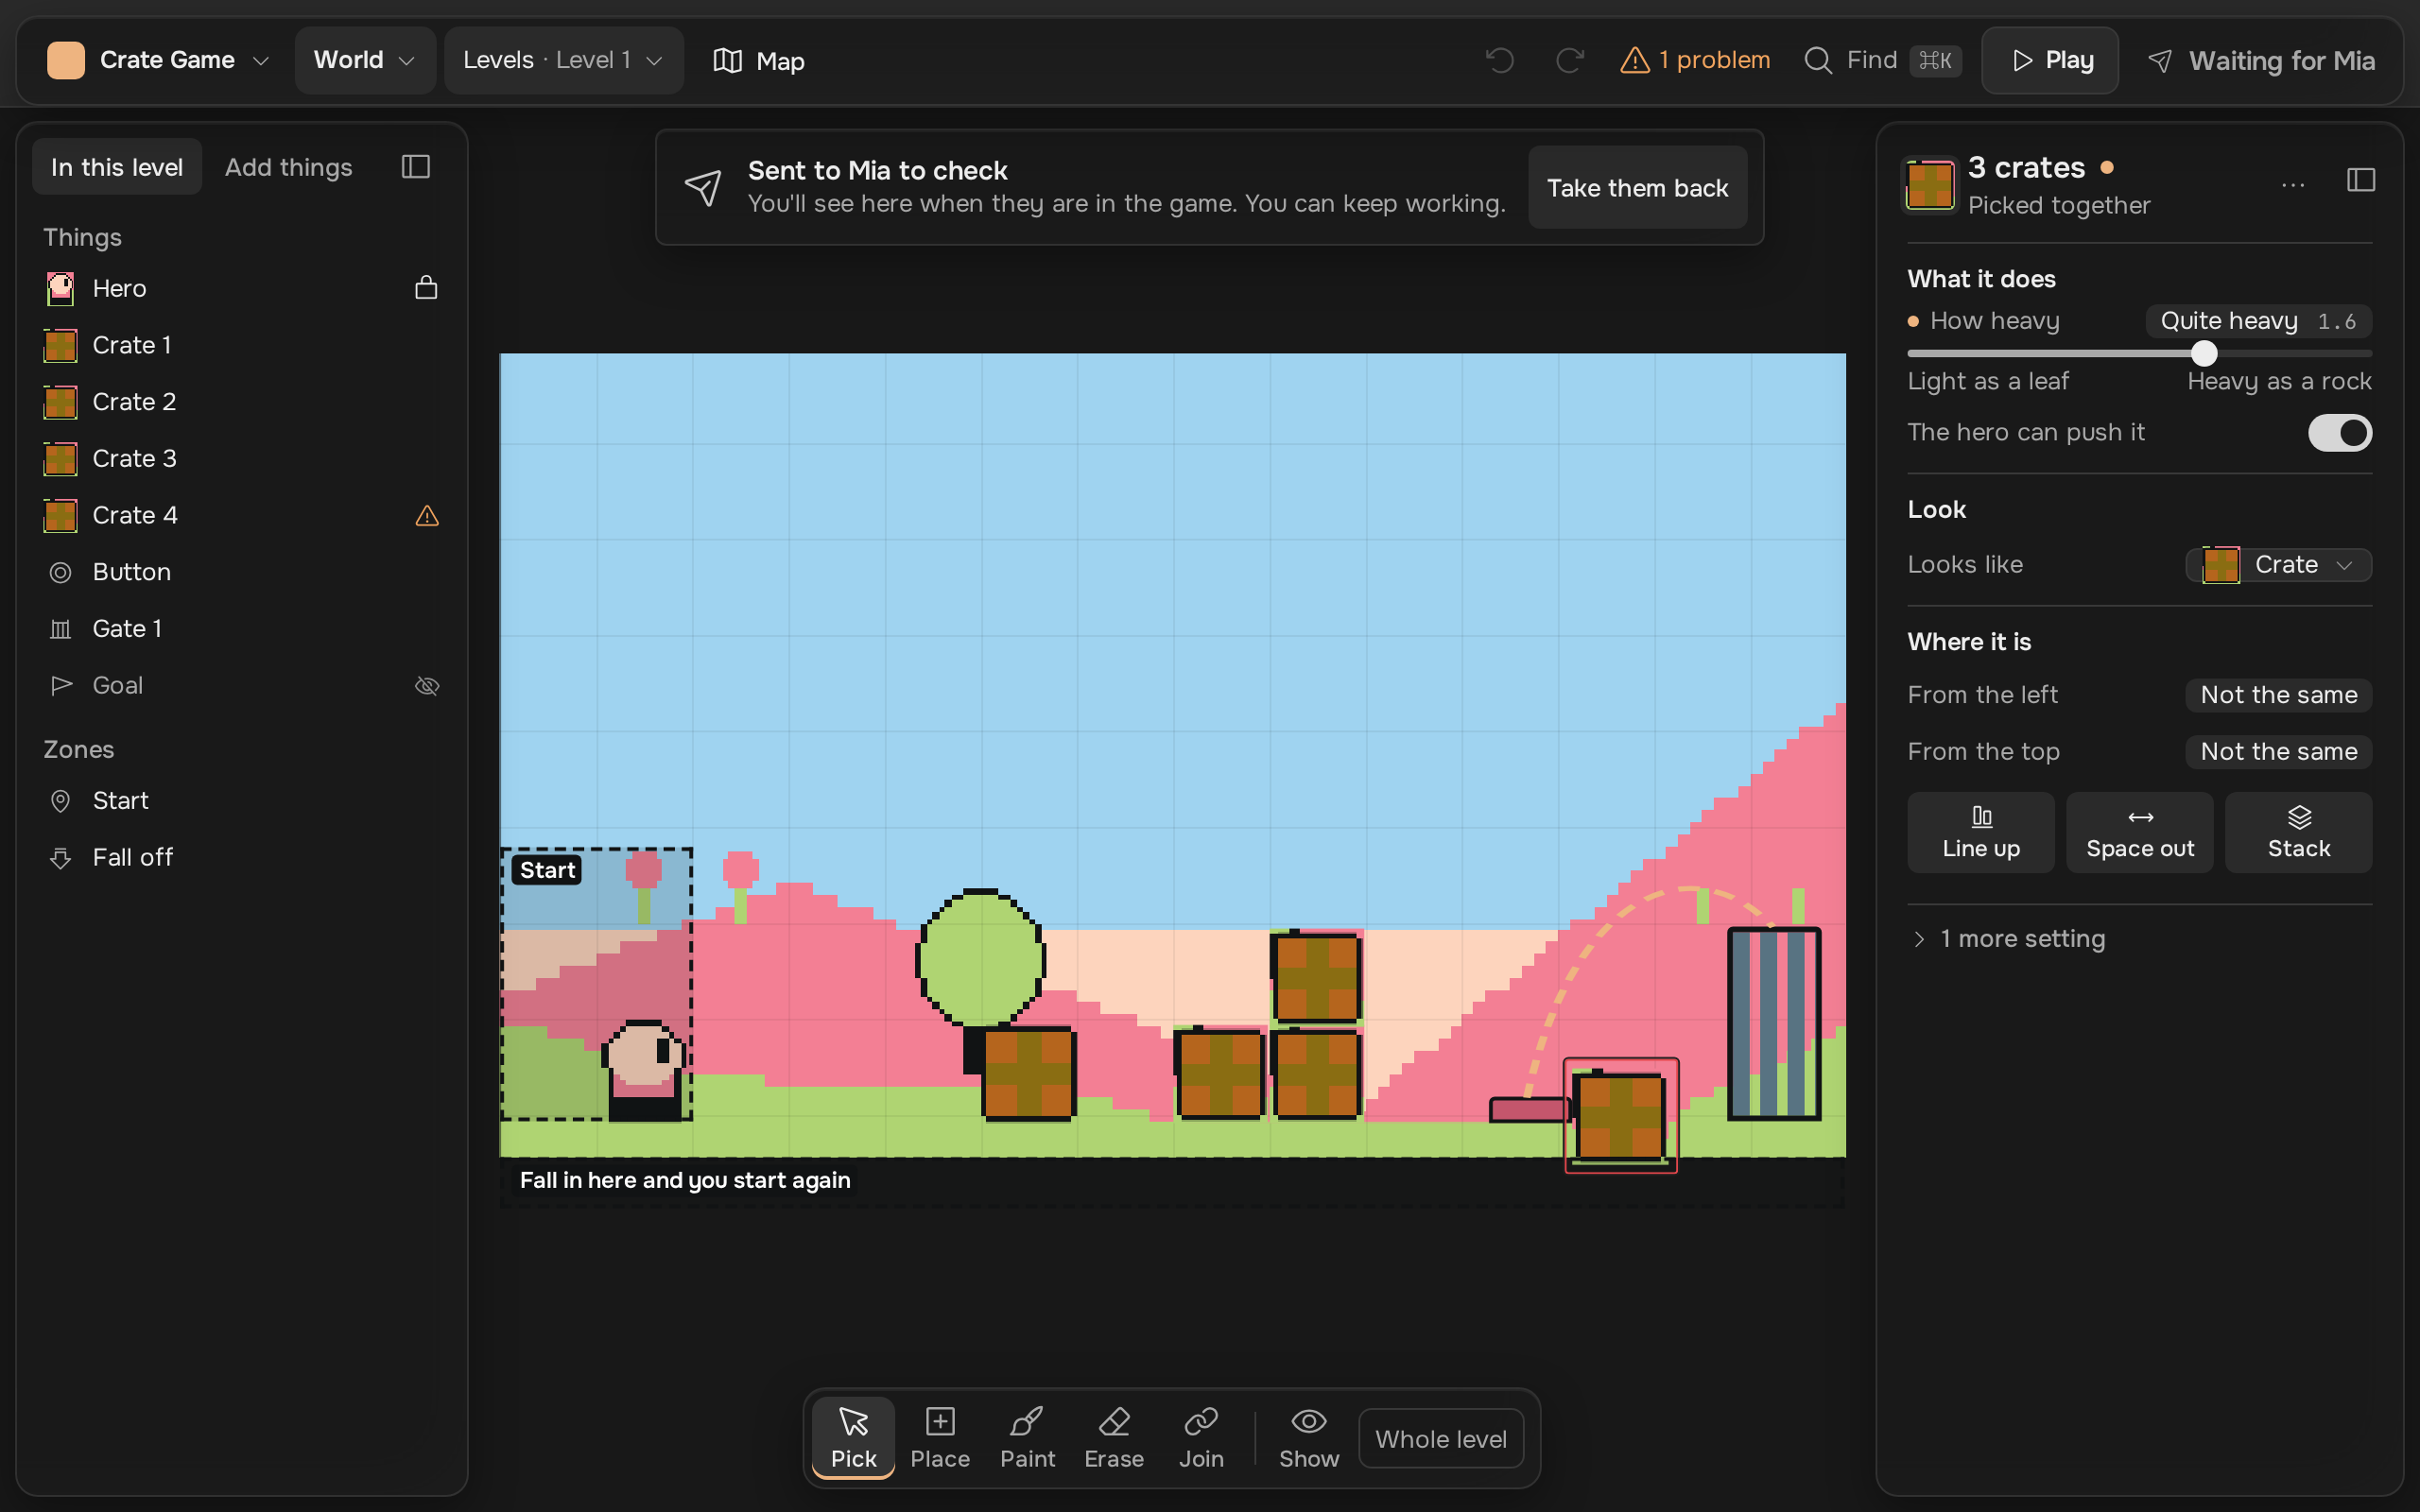 Crate Game
World
Levels · Level 1
Map
1 problem
Find ⌘K
Play
Waiting for Mia
In this level
Add things
Things
Hero
Crate 1
Crate 2
Crate 3
Crate 4
Button
Gate 1
Goal
Zones
Start
Fall off
Sent to Mia to check
You'll see here when they are in the game. You can keep working.
Take them back
Start
Fall in here and you start again
Pick
Place
Paint
Erase
Join
Show
Whole level
3 crates
Picked together
What it does
How heavy
Quite heavy 1.6
Light as a leaf
Heavy as a rock
The hero can push it
Look
Looks like
Crate
Where it is
From the left
Not the same
From the top
Not the same
Line up
Space out
Stack
1 more setting